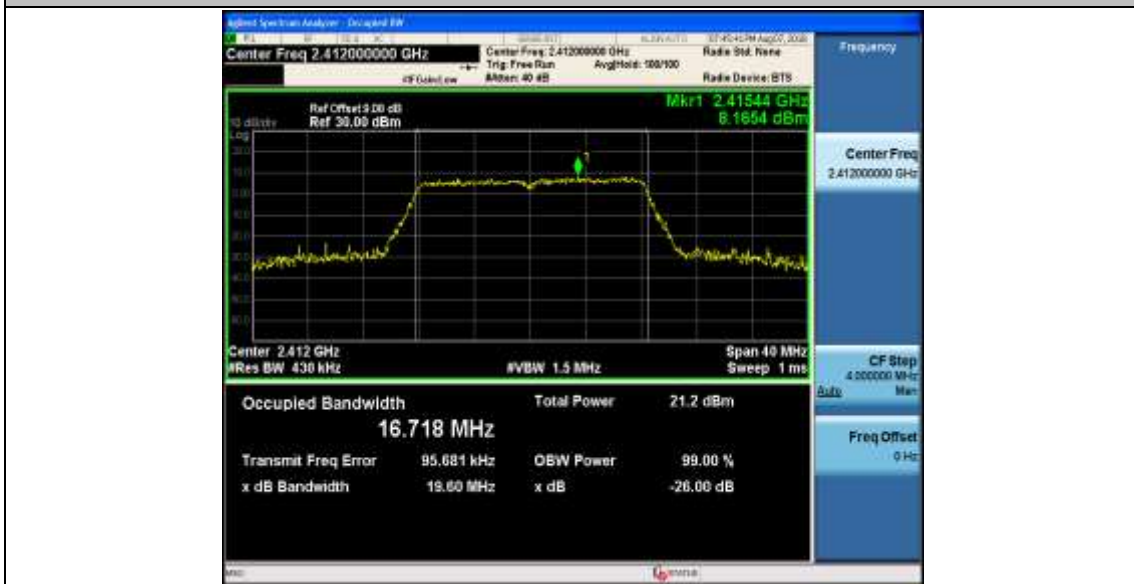 Agilent Spectrum Analyzer - Occupied BW
Center Freq 2.412000000 GHz
Center Freq: 2.412000000 GHz
Radio Std: None
Trig: Free Run
Avg|Hold: 100/100
#IFGain:Low
#Atten: 40 dB
Radio Device: BTS
Ref Offset 9.00 dB
Mkr1 2.41544 GHz
10 dB/div
Ref 30.00 dBm
8.1654 dBm
Log
Center 2.412 GHz
Span 40 MHz
#Res BW 430 kHz
#VBW 1.5 MHz
Sweep 1 ms
Occupied Bandwidth
Total Power
21.2 dBm
16.718 MHz
Transmit Freq Error
95.681 kHz
OBW Power
99.00 %
x dB Bandwidth
19.60 MHz
x dB
-26.00 dB
Frequency
Center Freq
2.412000000 GHz
CF Step
4.000000 MHz
Auto
Man
Freq Offset
0 Hz
MSG
STATUS